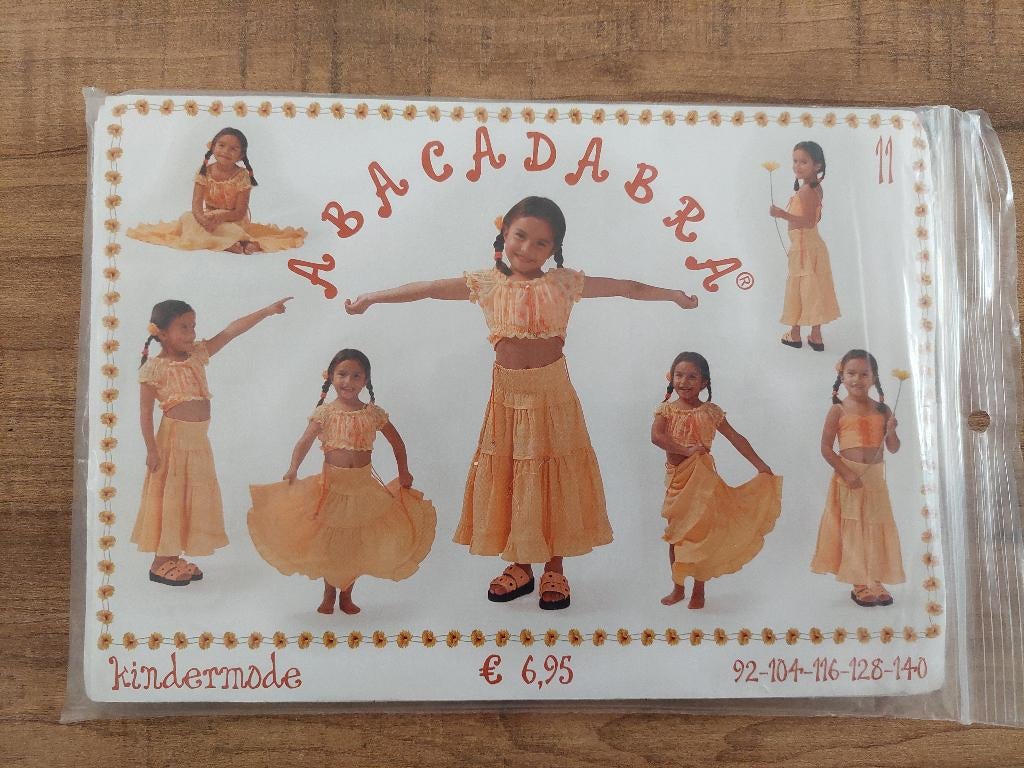 ABACADABRA®
11
kindermode
€ 6,95
92-104-116-128-140